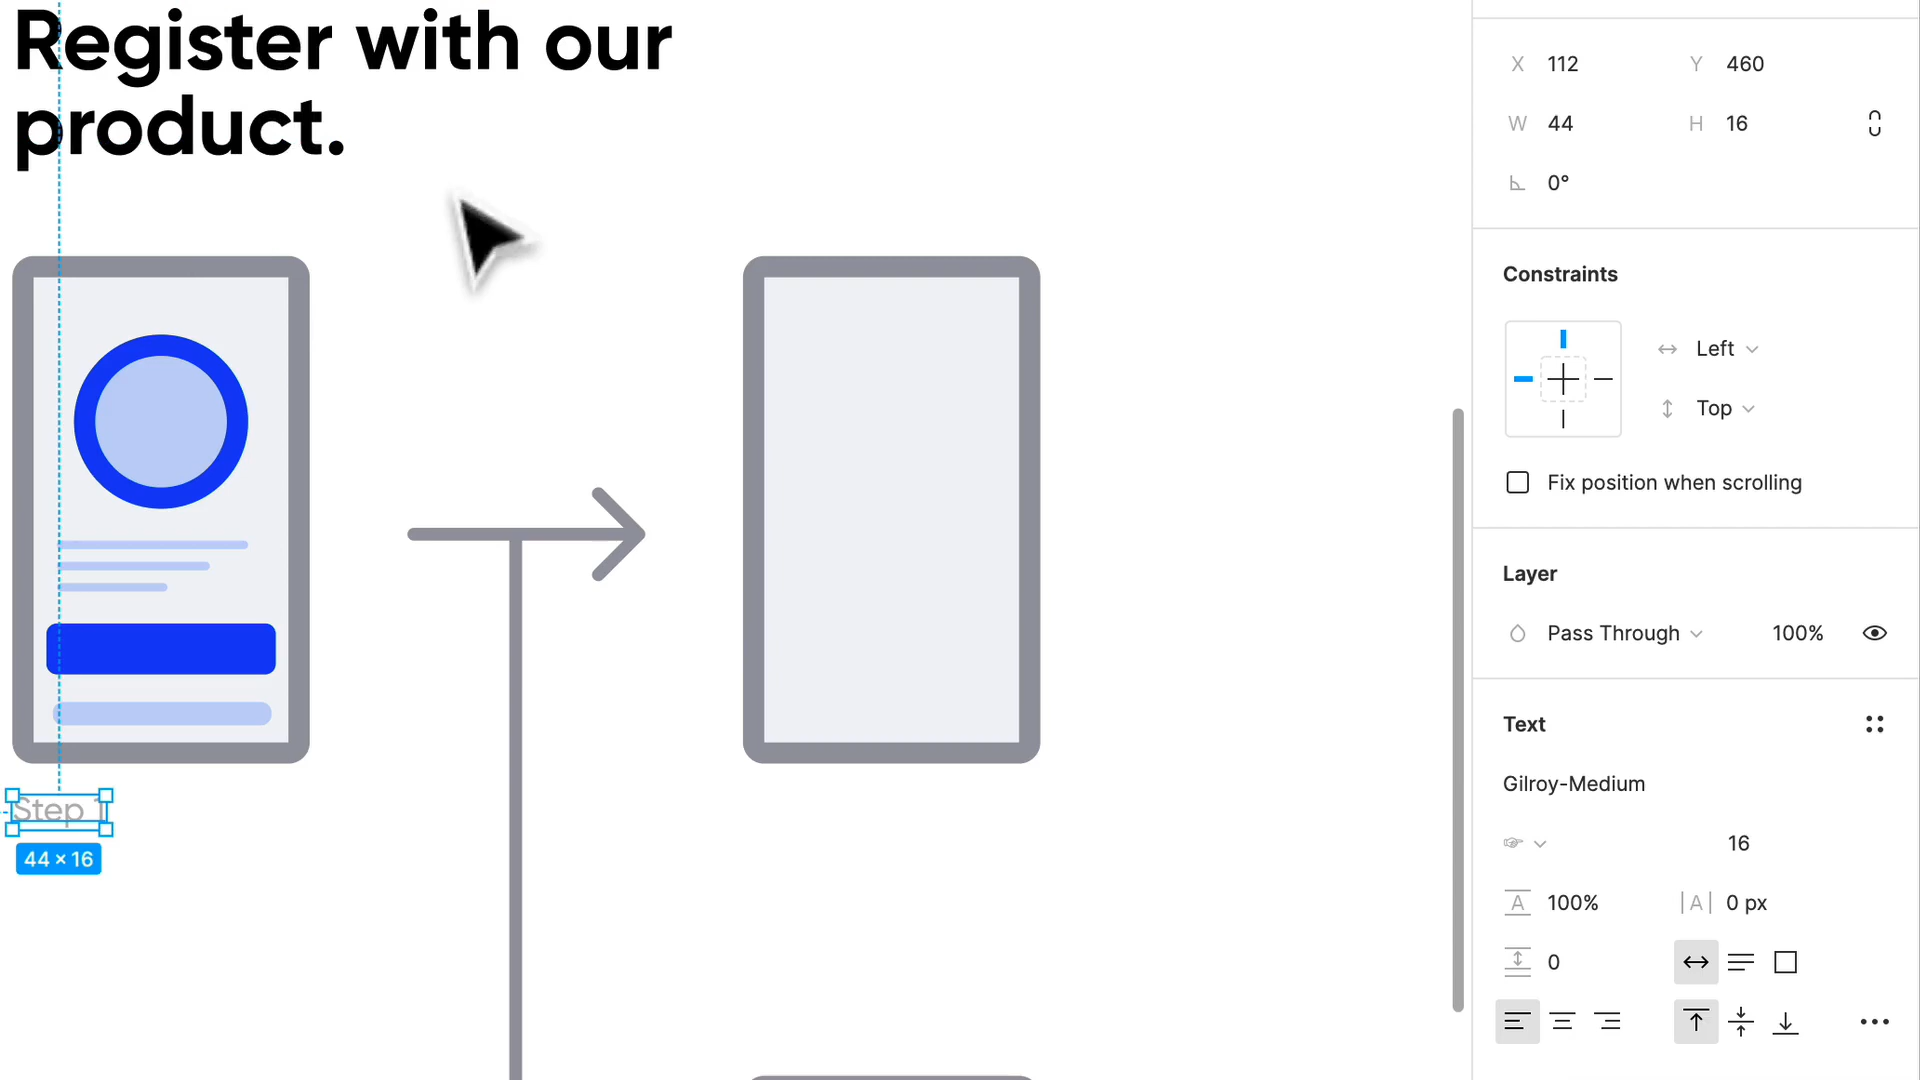 Register with our
product.
Step 1
44 × 16
X 112 Y 460
W 44 H 16
0°
Constraints
Left
Top
Fix position when scrolling
Layer
Pass Through 100%
Text
Gilroy-Medium
16
A 100% |A| 0 px
0